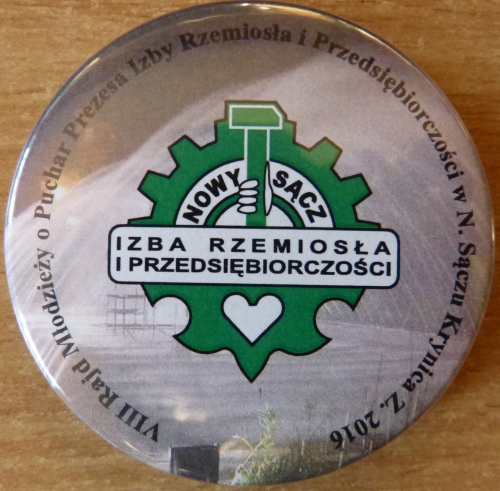 VIII Rajd Młodzieży o Puchar Prezesa Izby Rzemiosła i Przedsiębiorczości w N. Sączu Krynica Z. 2016
NOWY SĄCZ
IZBA RZEMIOSŁA
I PRZEDSIĘBIORCZOŚCI